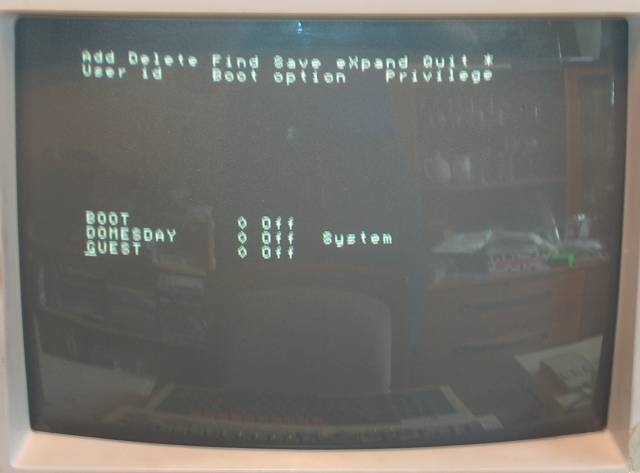 Add Delete Find Save eXpand Quit *
User id Boot option Privilege
BOOT 0 Off
DOMESDAY 0 Off System
GUEST 0 Off